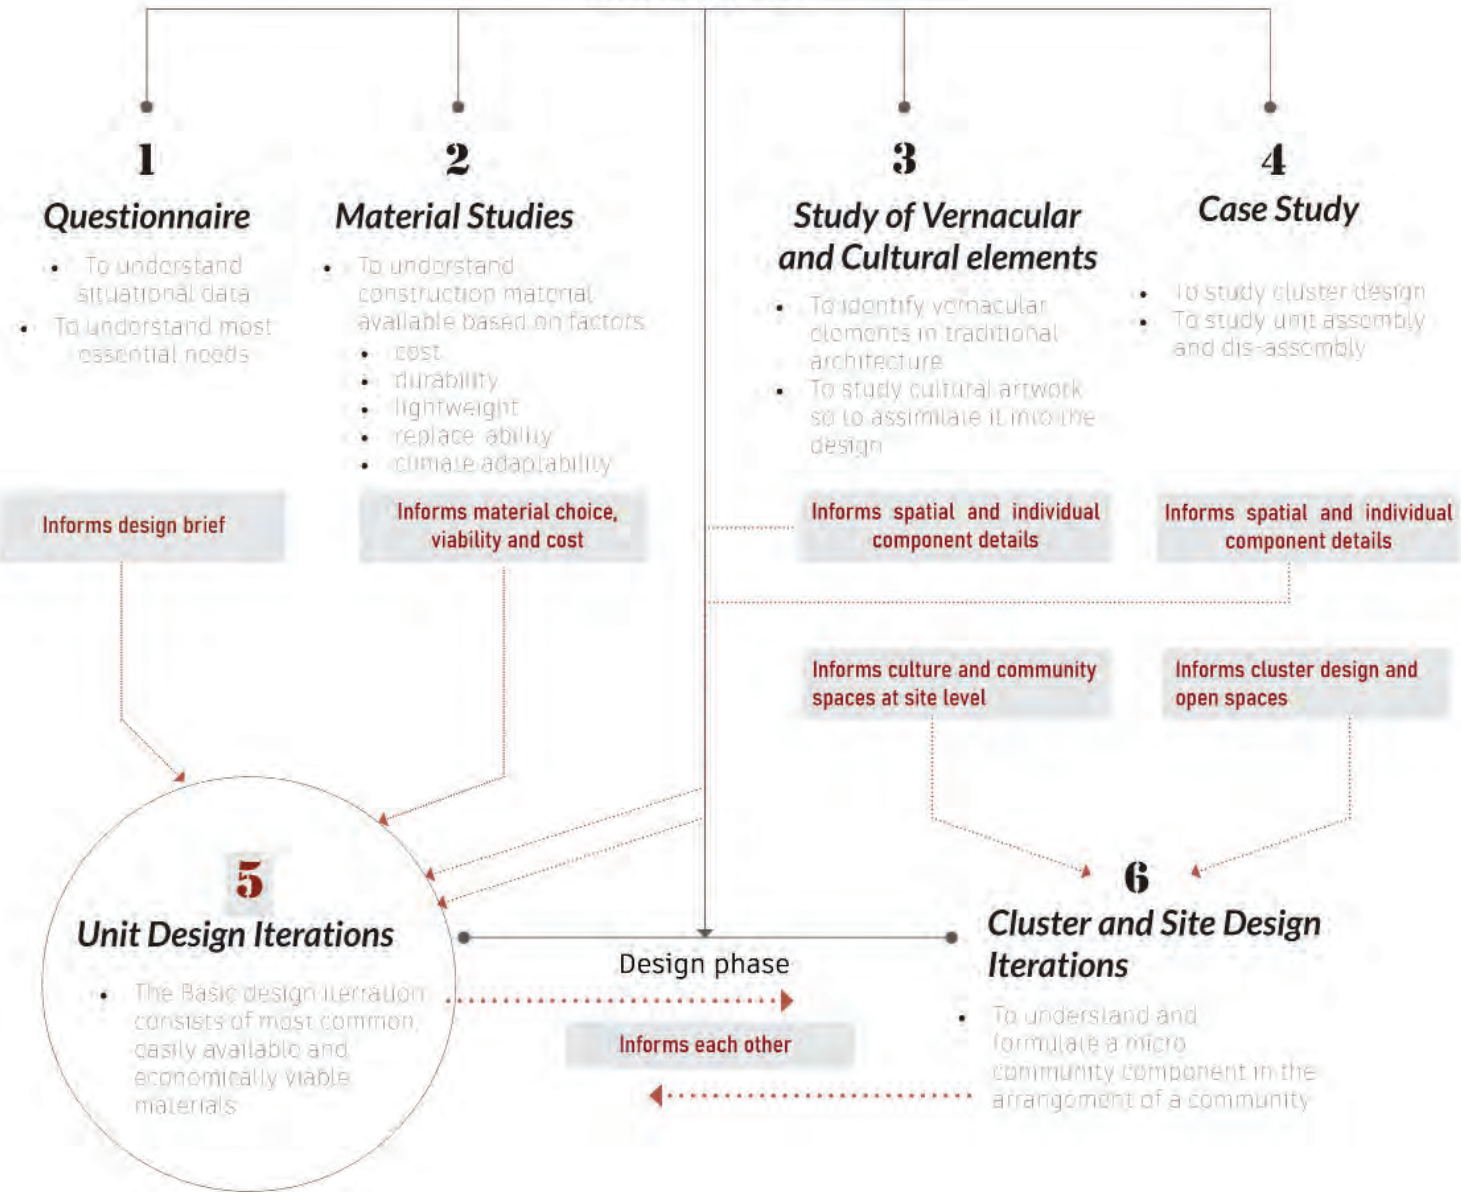 1
Questionnaire
To understand
situational data
To understand most
essential needs
2
Material Studies
To understand
construction material
available based on factors
cost
durability
lightweight
replace ability
climate adaptability
3
Study of Vernacular
and Cultural elements
To identify vernacular
elements in traditional
architecture
To study cultural artwork
so to assimilate it into the
design
4
Case Study
To study cluster design
To study unit assembly
and dis-assembly
Informs design brief
Informs material choice,
viability and cost
Informs spatial and individual
component details
Informs spatial and individual
component details
Informs culture and community
spaces at site level
Informs cluster design and
open spaces
5
Unit Design Iterations
The Basic design iterration
consists of most common,
easily available and
economically viable
materials
Design phase
Informs each other
6
Cluster and Site Design
Iterations
To understand and
formulate a micro
community component in the
arrangement of a community